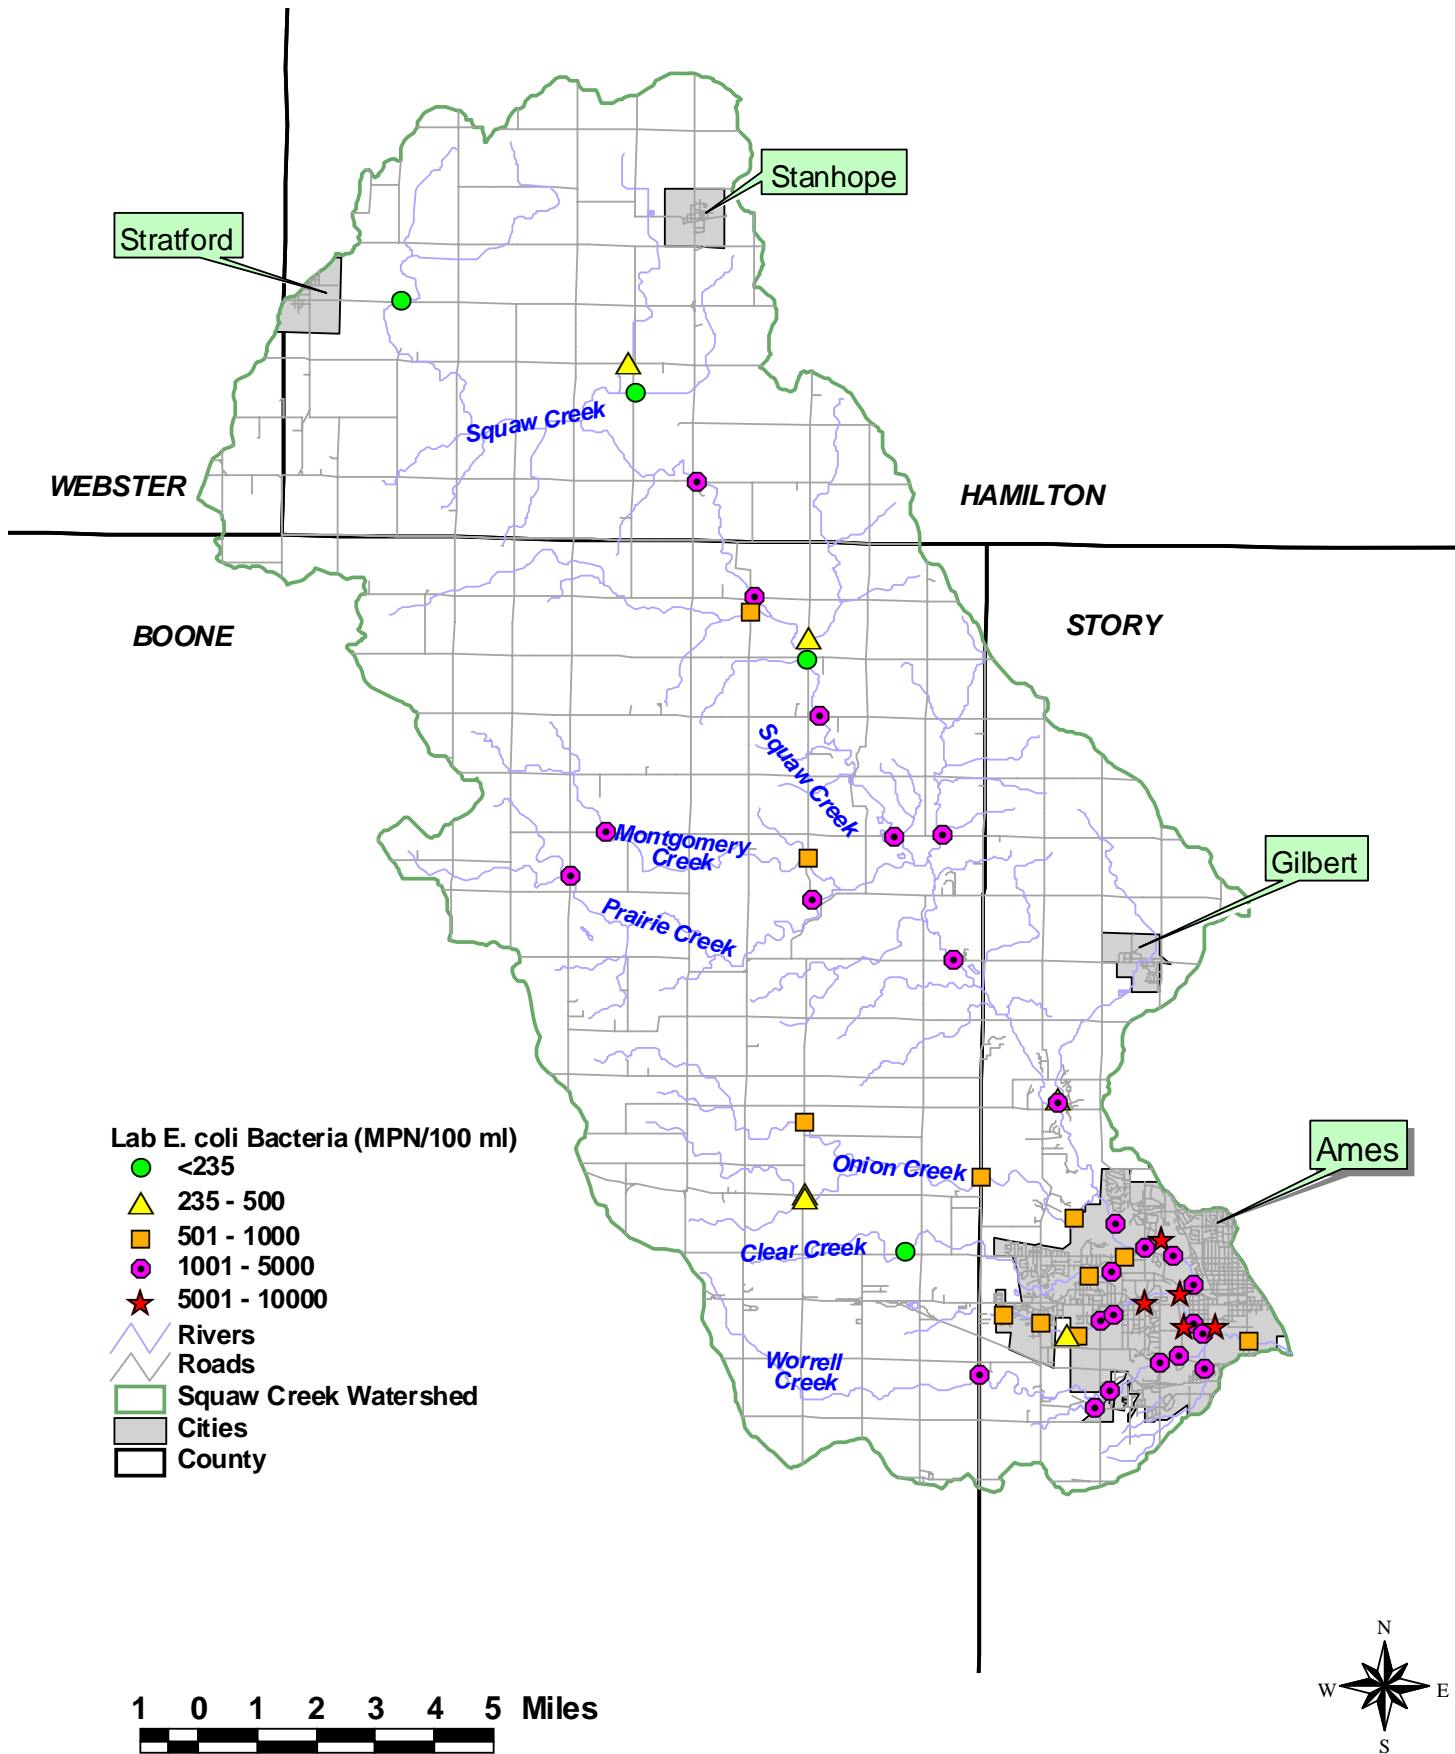 Stanhope
Stratford
Squaw Creek
WEBSTER
HAMILTON
BOONE
STORY
Squaw Creek
Montgomery
Creek
Gilbert
Prairie Creek
Lab E. coli Bacteria (MPN/100 ml)
<235
235 - 500
501 - 1000
1001 - 5000
5001 - 10000
Rivers
Roads
Squaw Creek Watershed
Cities
County
Ames
Onion Creek
Clear Creek
Worrell
Creek
1 0 1 2 3 4 5 Miles
N
W E
S